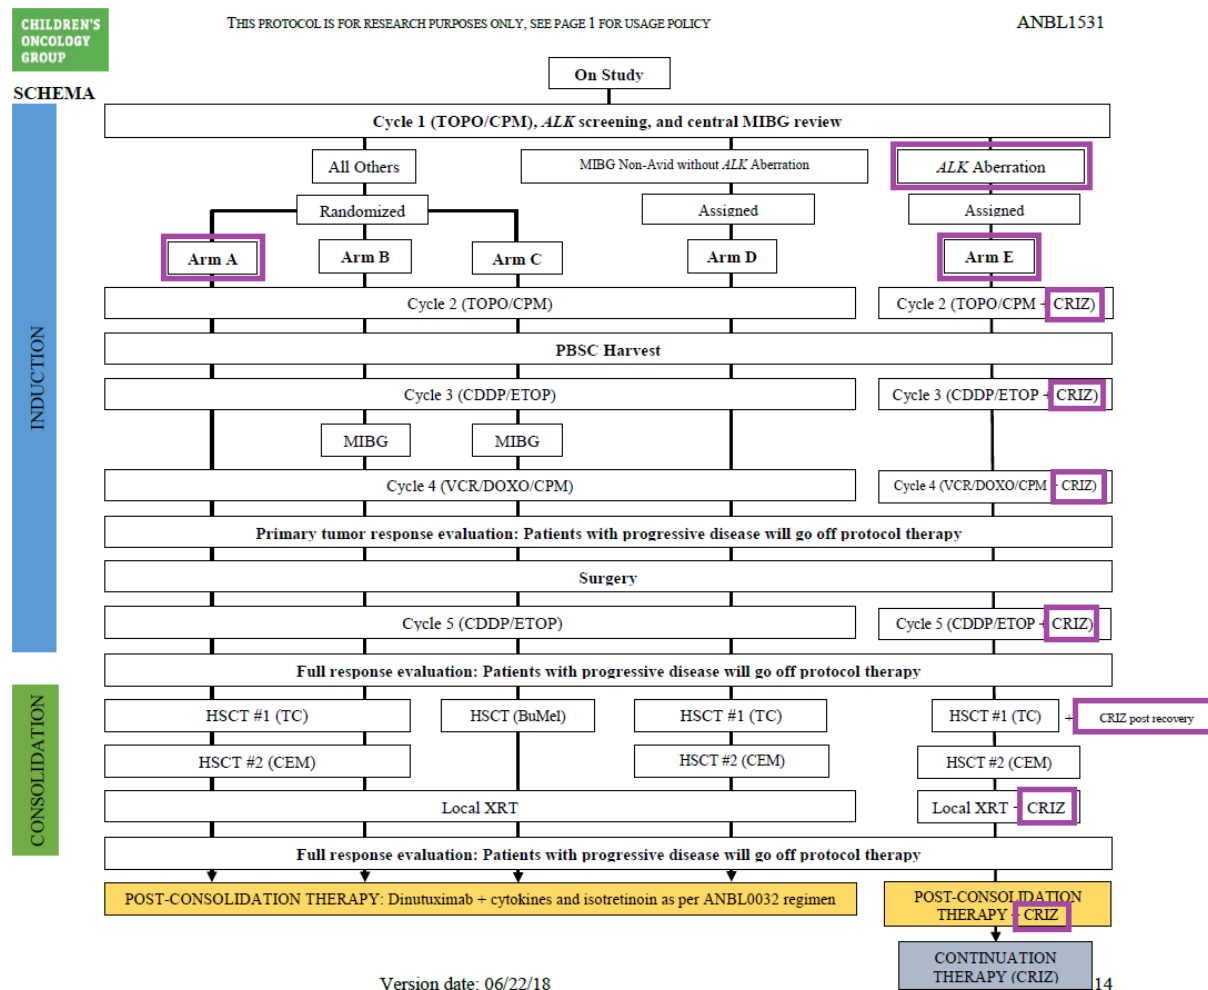 CHILDREN'S
ONCOLOGY
GROUP
THIS PROTOCOL IS FOR RESEARCH PURPOSES ONLY, SEE PAGE 1 FOR USAGE POLICY
ANBL1531
SCHEMA
On Study
Cycle 1 (TOPO/CPM), ALK screening, and central MIBG review
All Others
MIBG Non-Avid without ALK Aberration
ALK Aberration
Randomized
Assigned
Assigned
Arm A
Arm B
Arm C
Arm D
Arm E
INDUCTION
Cycle 2 (TOPO/CPM)
Cycle 2 (TOPO/CPM + CRIZ)
PBSC Harvest
Cycle 3 (CDDP/ETOP)
Cycle 3 (CDDP/ETOP + CRIZ)
MIBG
MIBG
Cycle 4 (VCR/DOXO/CPM)
Cycle 4 (VCR/DOXO/CPM + CRIZ)
Primary tumor response evaluation: Patients with progressive disease will go off protocol therapy
Surgery
Cycle 5 (CDDP/ETOP)
Cycle 5 (CDDP/ETOP + CRIZ)
Full response evaluation: Patients with progressive disease will go off protocol therapy
CONSOLIDATION
HSCT #1 (TC)
HSCT (BuMel)
HSCT #1 (TC)
HSCT #1 (TC) + CRIZ post recovery
HSCT #2 (CEM)
HSCT #2 (CEM)
HSCT #2 (CEM)
Local XRT
Local XRT + CRIZ
Full response evaluation: Patients with progressive disease will go off protocol therapy
POST-CONSOLIDATION THERAPY: Dinutuximab + cytokines and isotretinoin as per ANBL0032 regimen
POST-CONSOLIDATION
THERAPY + CRIZ
CONTINUATION
THERAPY (CRIZ)
Version date: 06/22/18
14